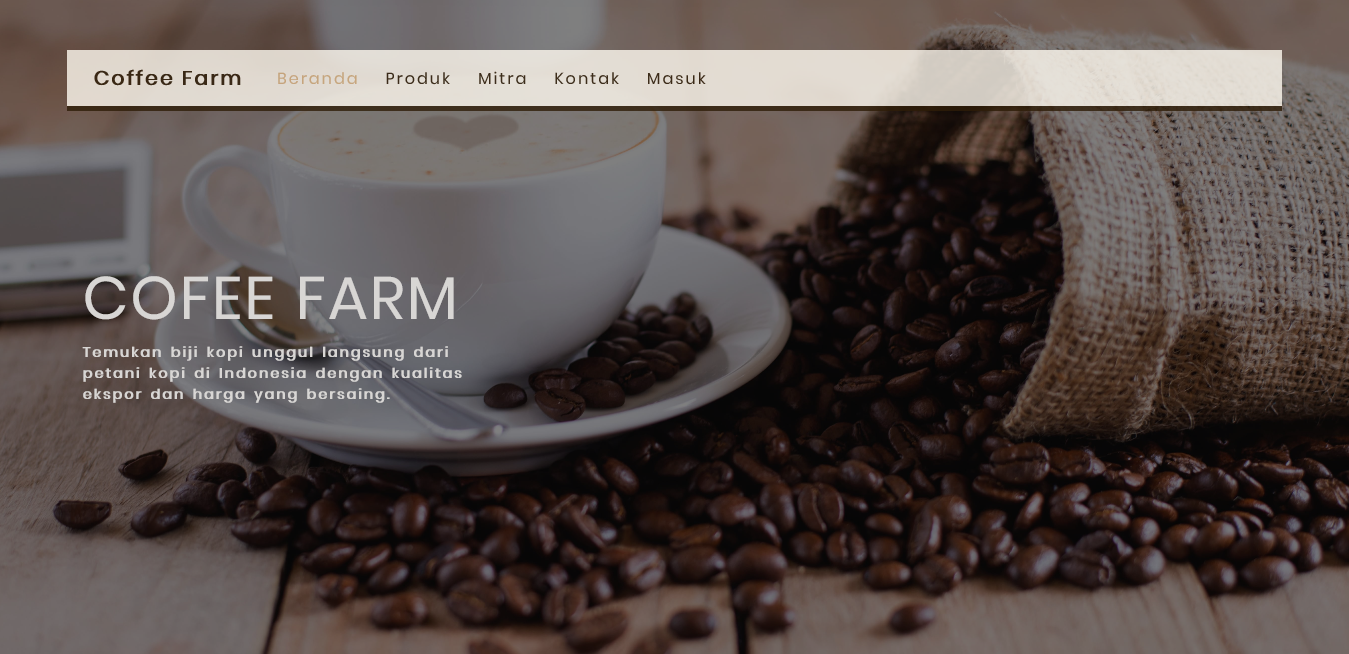 Coffee Farm Beranda Produk Mitra Kontak Masuk
COFEE FARM
Temukan biji kopi unggul langsung dari
petani kopi di Indonesia dengan kualitas
ekspor dan harga yang bersaing.